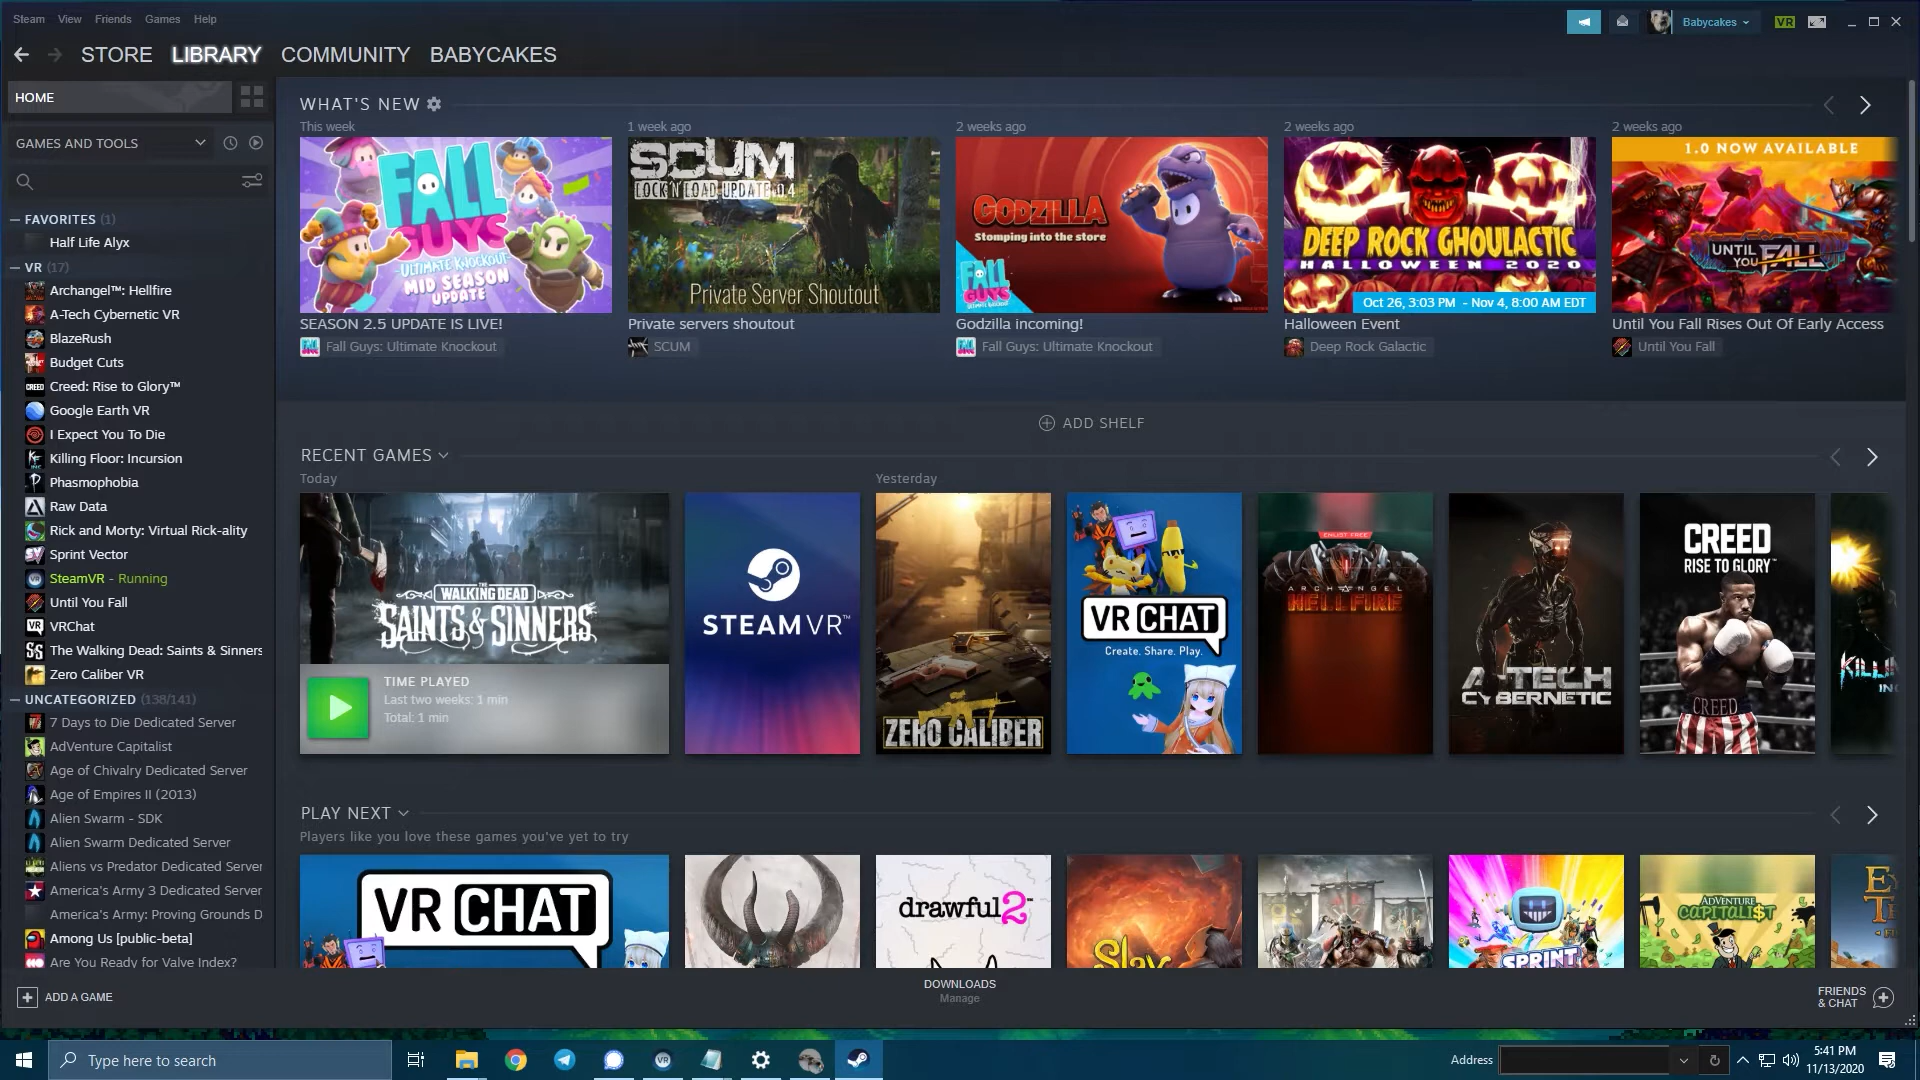 Steam View Friends Games Help
Babycakes
VR
STORE LIBRARY COMMUNITY BABYCAKES
HOME
GAMES AND TOOLS
FAVORITES (1)
Half Life Alyx
VR (17)
Archangel™: Hellfire
A-Tech Cybernetic VR
BlazeRush
Budget Cuts
Creed: Rise to Glory™
Google Earth VR
I Expect You To Die
Killing Floor: Incursion
Phasmophobia
Raw Data
Rick and Morty: Virtual Rick-ality
Sprint Vector
SteamVR - Running
Until You Fall
VRChat
The Walking Dead: Saints & Sinners
Zero Caliber VR
UNCATEGORIZED (138/141)
7 Days to Die Dedicated Server
AdVenture Capitalist
Age of Chivalry Dedicated Server
Age of Empires II (2013)
Alien Swarm - SDK
Alien Swarm Dedicated Server
Aliens vs Predator Dedicated Server
America's Army 3 Dedicated Server
America's Army: Proving Grounds D
Among Us [public-beta]
Are You Ready for Valve Index?
ADD A GAME
WHAT'S NEW
This week
FALL GUYS
ULTIMATE KNOCKOUT
MID SEASON UPDATE
SEASON 2.5 UPDATE IS LIVE!
Fall Guys: Ultimate Knockout
1 week ago
SCUM
LOCK'N'LOAD UPDATE 0.4
Private Server Shoutout
Private servers shoutout
SCUM
2 weeks ago
GODZILLA
Stomping into the store
FALL GUYS
Godzilla incoming!
Fall Guys: Ultimate Knockout
2 weeks ago
DEEP ROCK GHOULACTIC
HALLOWEEN 2020
Oct 26, 3:03 PM - Nov 4, 8:00 AM EDT
Halloween Event
Deep Rock Galactic
2 weeks ago
1.0 NOW AVAILABLE
UNTIL YOU FALL
Until You Fall Rises Out Of Early Access
Until You Fall
ADD SHELF
RECENT GAMES
Today
THE WALKING DEAD
SAINTS & SINNERS
TIME PLAYED
Last two weeks: 1 min
Total: 1 min
STEAMVR™
Yesterday
ZERO CALIBER
VR CHAT
Create. Share. Play.
ENLIST FREE
ARCHANGEL
HELLFIRE
A-TECH
CYBERNETIC
CREED
RISE TO GLORY™
CREED
PLAY NEXT
Players like you love these games you've yet to try
VR CHAT
drawful 2
Slay
SPRINT
ADVENTURE
CAPITALI$T
DOWNLOADS
Manage
FRIENDS
& CHAT
Type here to search
Address
5:41 PM
11/13/2020